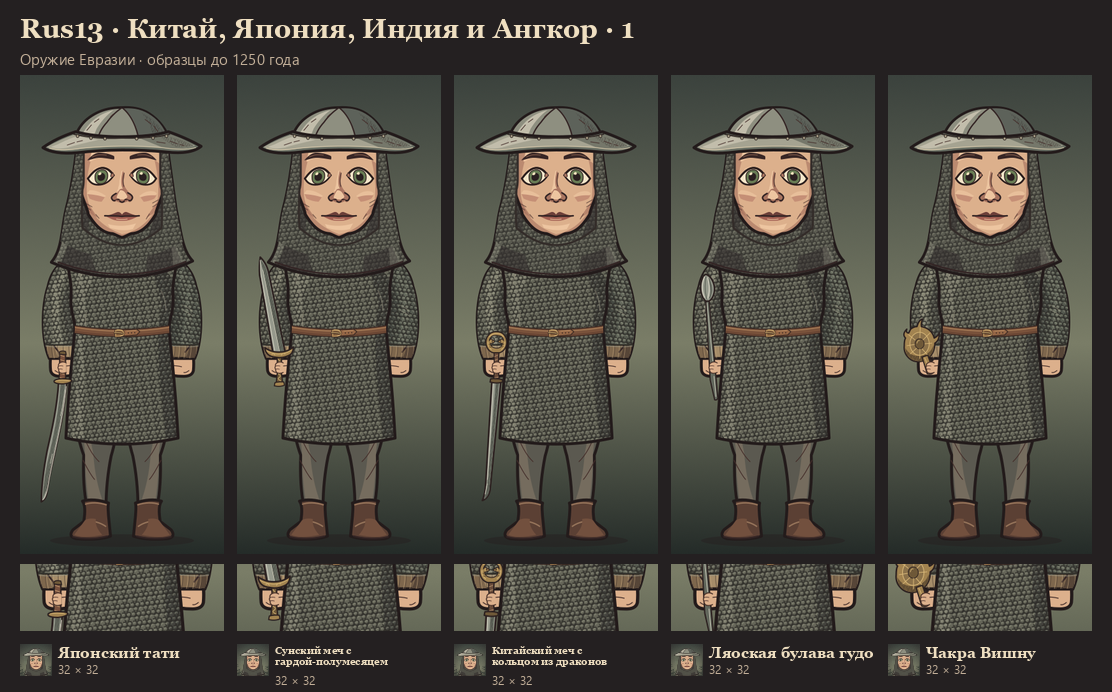 Rus13 · Китай, Япония, Индия и Ангкор · 1
Оружие Евразии · образцы до 1250 года
Японский тати
32 × 32
Сунский меч с
гардой-полумесяцем
32 × 32
Китайский меч с
кольцом из драконов
32 × 32
Ляоская булава гудо
32 × 32
Чакра Вишну
32 × 32